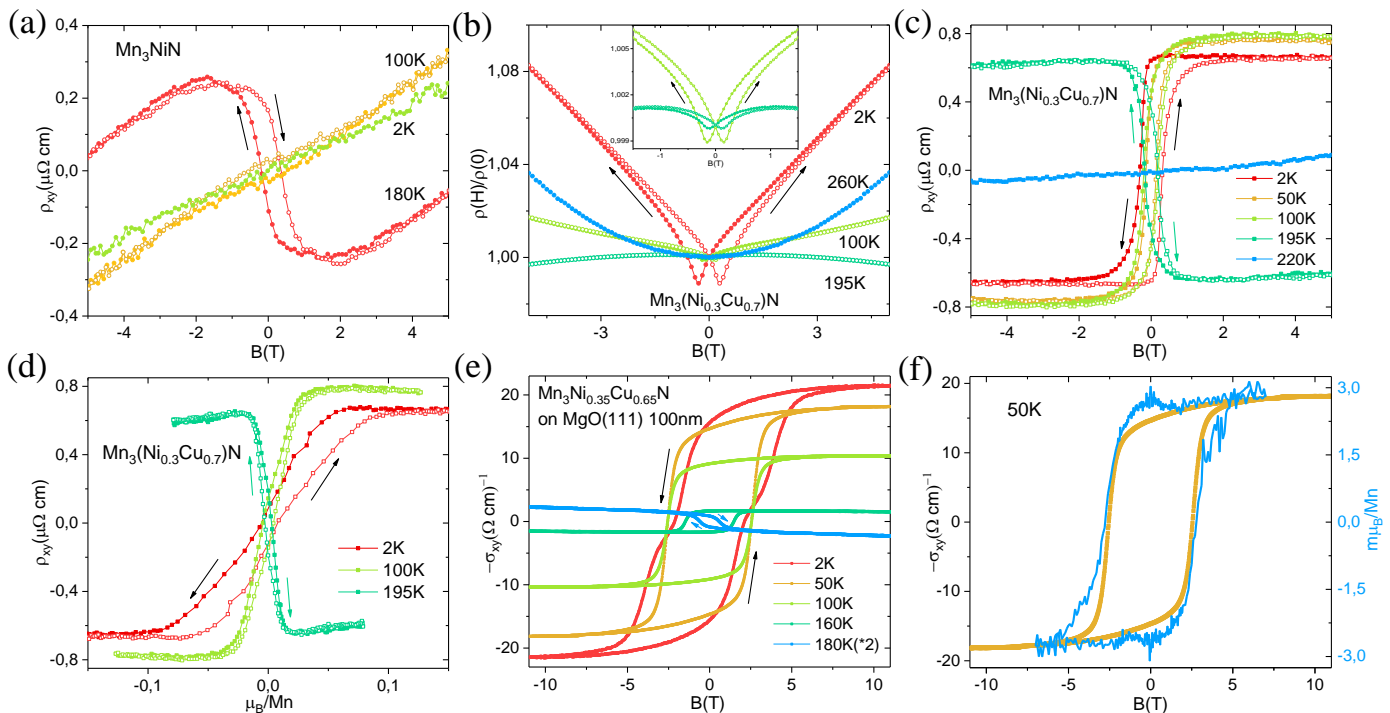 (a)
0,4
0,2
0,0
-0,2
-0,4
ρxy(μΩ cm)
Mn3NiN
100K
2K
180K
-4 -2 0 2 4
B(T)
(b)
1,08
1,04
1,00
ρ(H)/ρ(0)
1,005
1,002
0,999
-1 0 1
B(T)
2K
260K
100K
195K
Mn3(Ni0.3Cu0.7)N
-3 0 3
B(T)
(c)
0,8
0,4
0,0
-0,4
-0,8
ρxy(μΩ cm)
Mn3(Ni0.3Cu0.7)N
2K
50K
100K
195K
220K
-4 -2 0 2 4
B(T)
(d)
0,8
0,4
0,0
-0,4
-0,8
ρxy(μΩ cm)
Mn3(Ni0.3Cu0.7)N
2K
100K
195K
-0,1 0,0 0,1
μB/Mn
(e)
20
15
10
5
0
-5
-10
-15
-20
-σxy(Ω cm)-1
Mn3Ni0.35Cu0.65N
on MgO(111) 100nm
2K
50K
100K
160K
180K(*2)
-10 -5 0 5 10
B(T)
(f)
20
10
0
-10
-20
-σxy(Ω cm)-1
50K
3,0
1,5
0,0
-1,5
-3,0
mμB/Mn
-10 -5 0 5 10
B(T)